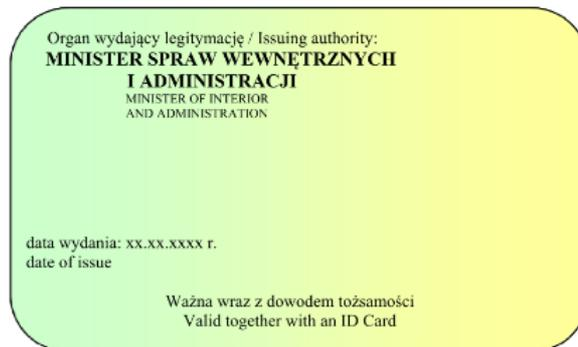 Organ wydający legitymację / Issuing authority:
MINISTER SPRAW WEWNĘTRZNYCH
I ADMINISTRACJI
MINISTER OF INTERIOR
AND ADMINISTRATION
data wydania: xx.xx.xxxx r.
date of issue
Ważna wraz z dowodem tożsamości
Valid together with an ID Card